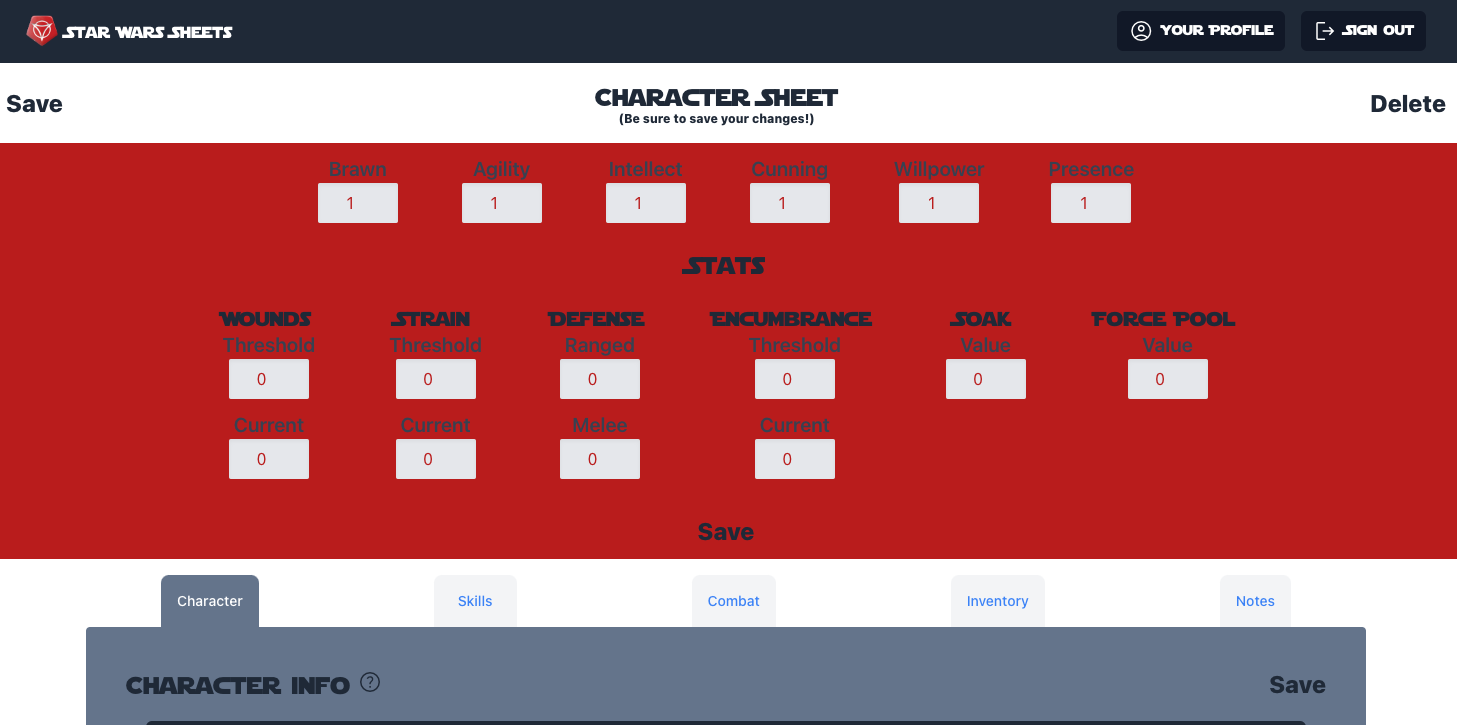 STAR WARS SHEETS YOUR PROFILE SIGN OUT
Save CHARACTER SHEET Delete
(Be sure to save your changes!)
Brawn Agility Intellect Cunning Willpower Presence
1 1 1 1 1 1
STATS
WOUNDS STRAIN DEFENSE ENCUMBRANCE SOAK FORCE POOL
Threshold Threshold Ranged Threshold Value Value
0 0 0 0 0 0
Current Current Melee Current
0 0 0 0
Save
Character Skills Combat Inventory Notes
CHARACTER INFO ? Save